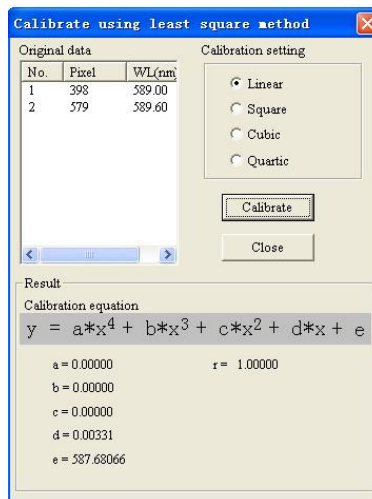 Calibrate using least square method
Original data
No. Pixel WL(nm)
1 398 589.00
2 579 589.60
Calibration setting
Linear
Square
Cubic
Quartic
Calibrate
Close
Result
Calibration equation
y = a*x⁴ + b*x³ + c*x² + d*x + e
a = 0.00000 r = 1.00000
b = 0.00000
c = 0.00000
d = 0.00331
e = 587.68066